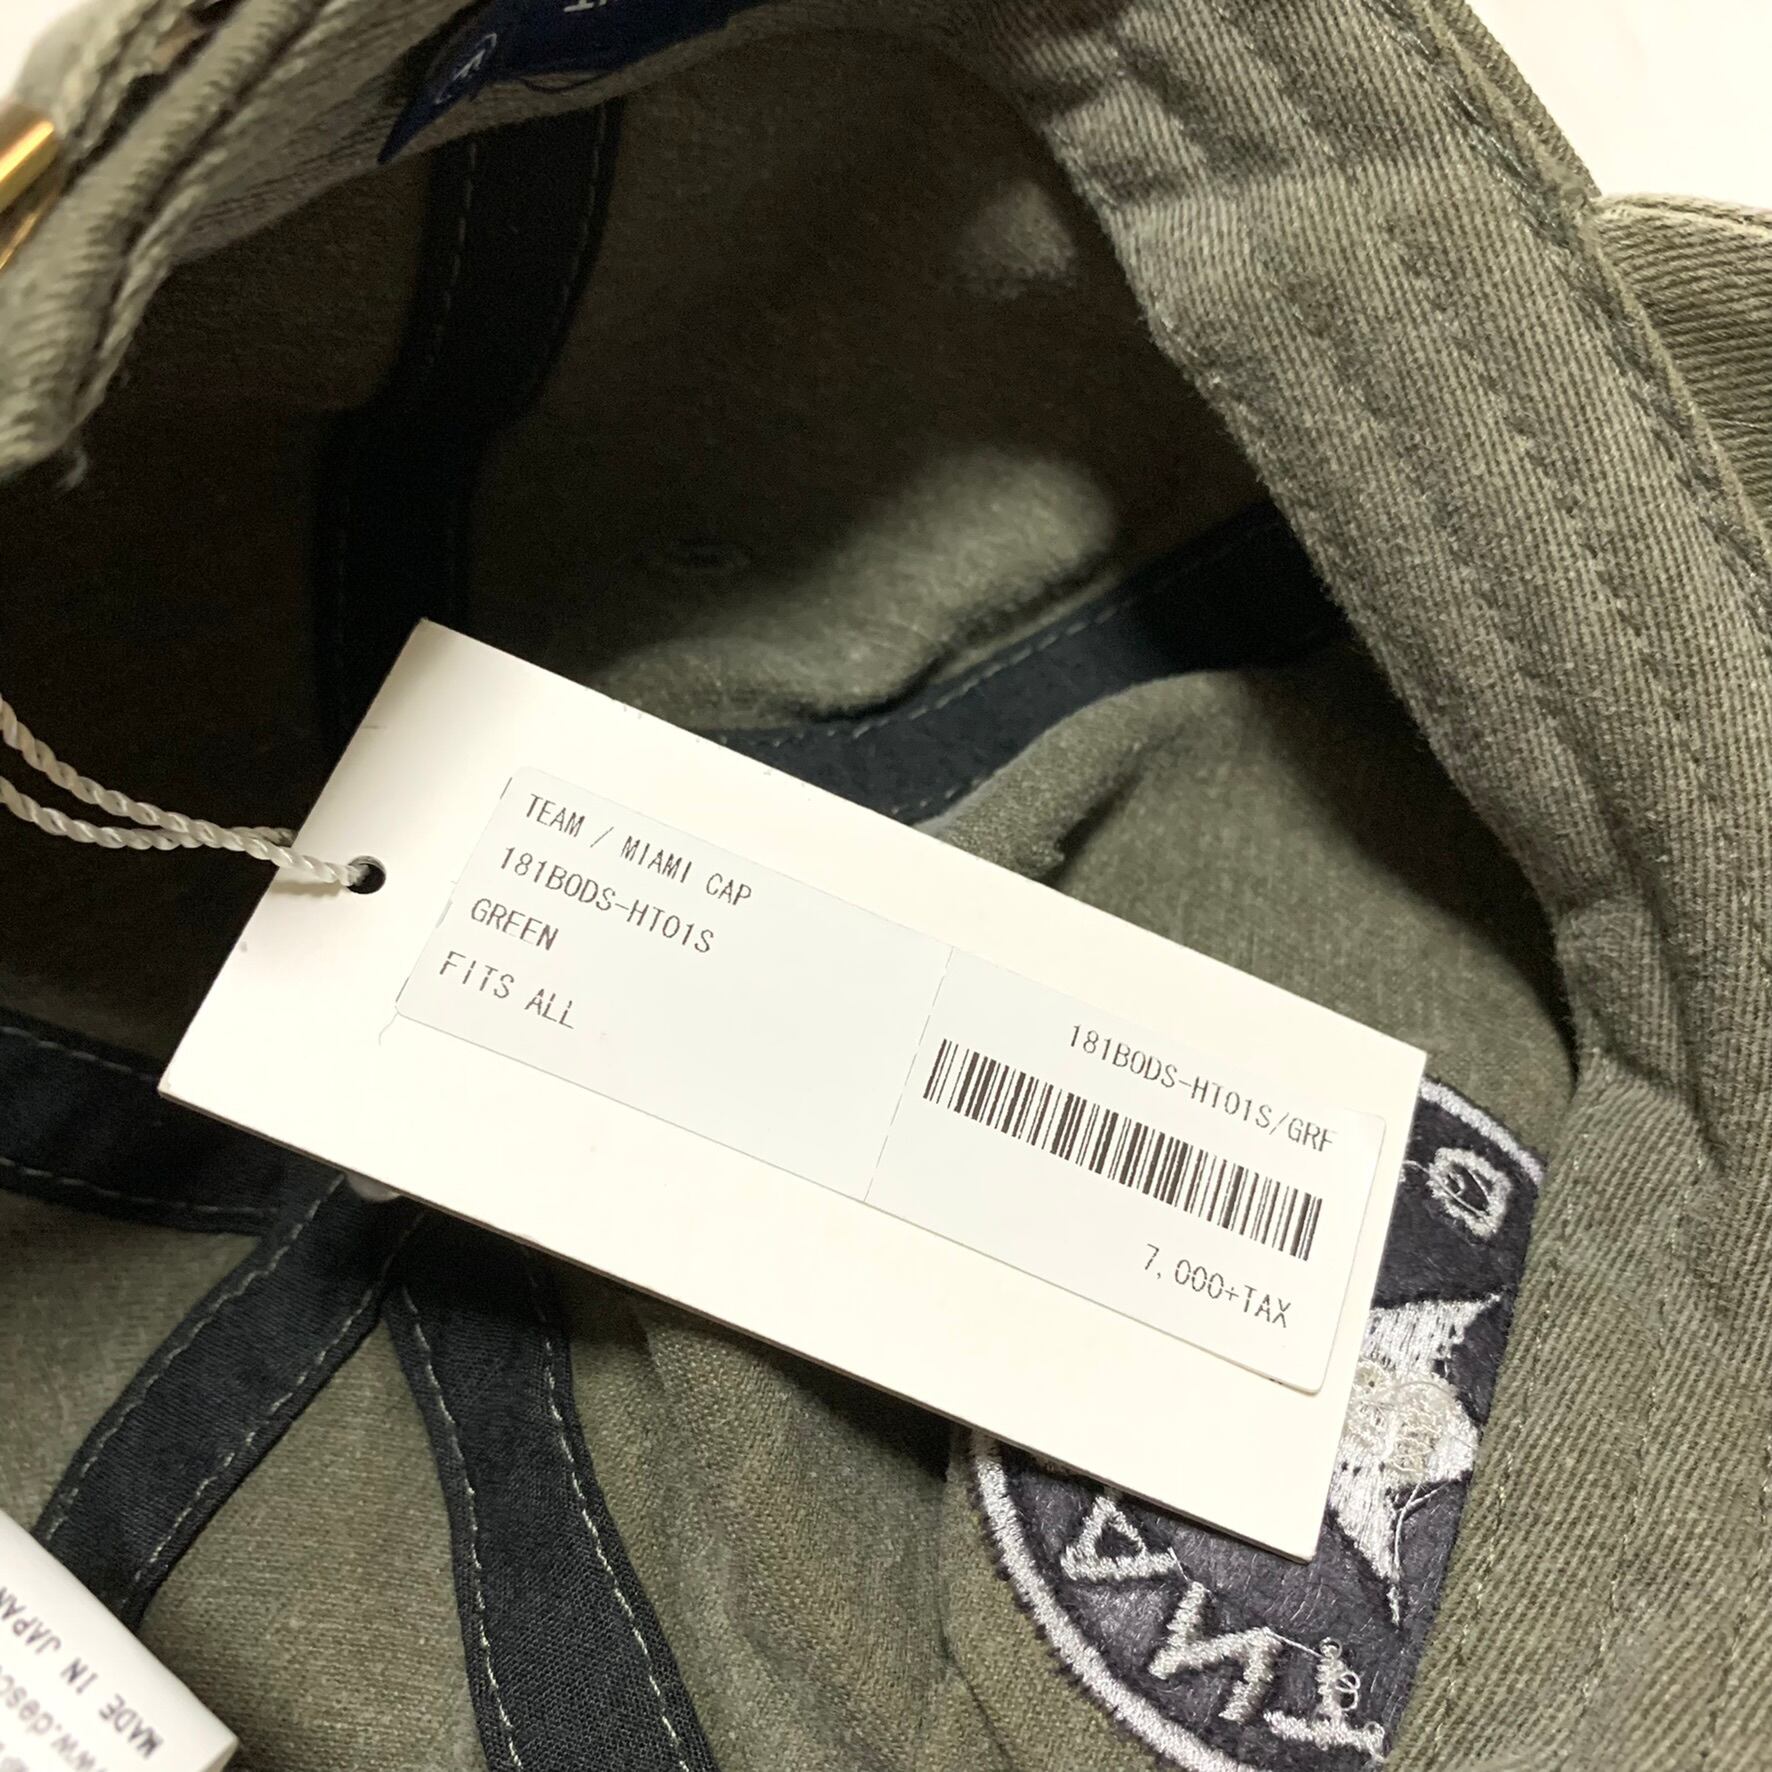 TEAM / MIAMI CAP
181BODS-HT01S
GREEN
FITS ALL
181BODS-HT01S/GRF
7,000+TAX
MADE IN JAPAN